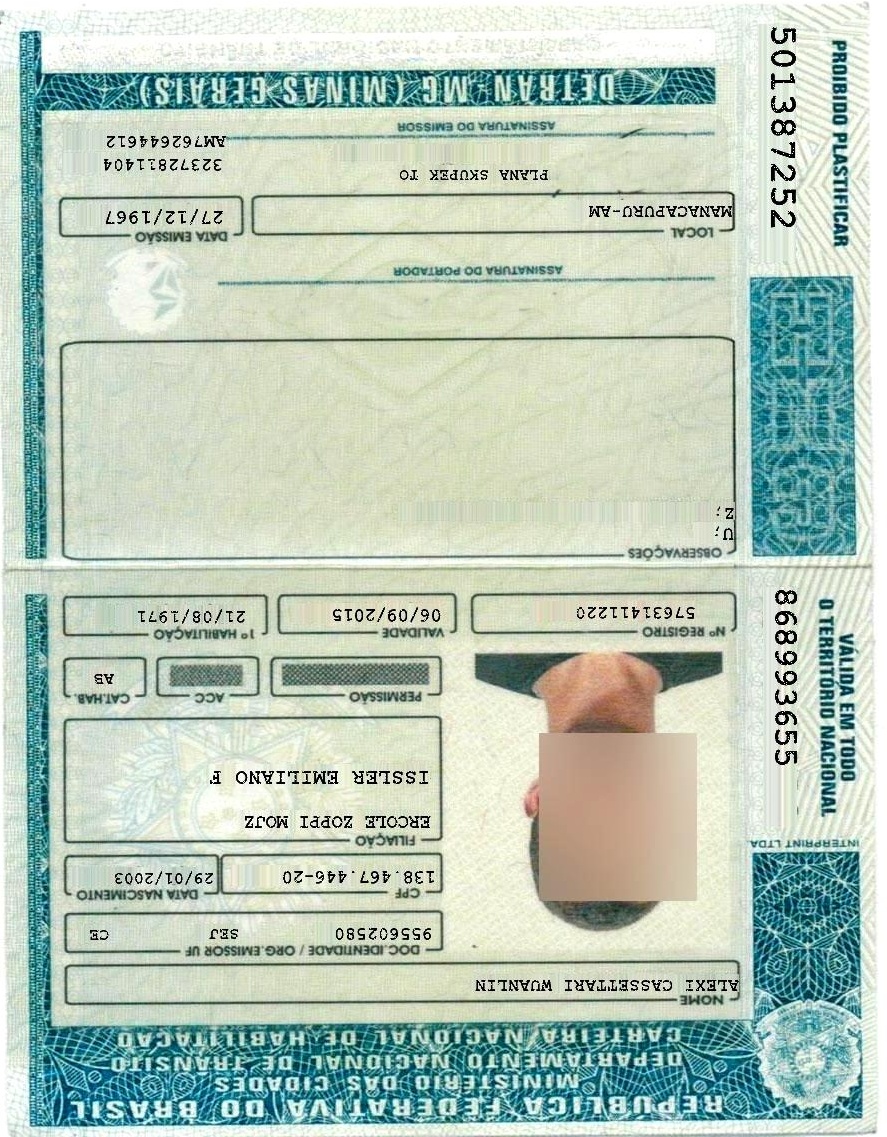 REPÚBLICA FEDERATIVA DO BRASIL
MINISTÉRIO DAS CIDADES
DEPARTAMENTO NACIONAL DE TRÂNSITO
CARTEIRA NACIONAL DE HABILITAÇÃO
NOME
ALEXI CASSETTARI WUANLIN
DOC.IDENTIDADE / ORG.EMISSOR UF
9556602580 SEJ CE
CPF DATA NASCIMENTO
138.467.446-20 29/01/2003
FILIAÇÃO
ERCOLE ZOPPI MOJZ
ISSLER EMILIANO F
PERMISSÃO ACC CAT.HAB.
AB
Nº REGISTRO VALIDADE 1º HABILITAÇÃO
57631411220 06/09/2015 21/08/1971
OBSERVAÇÕES
U;
Z;
ASSINATURA DO PORTADOR
LOCAL DATA EMISSÃO
MANACAPURU-AM 27/12/1967
PLANA SKUPEK TO
32372811404
AM762644612
ASSINATURA DO EMISSOR
DETRAN-MG (MINAS GERAIS)
VÁLIDA EM TODO
O TERRITÓRIO NACIONAL
868993655
INTERPRINT LTDA
PROIBIDO PLASTIFICAR
501387252